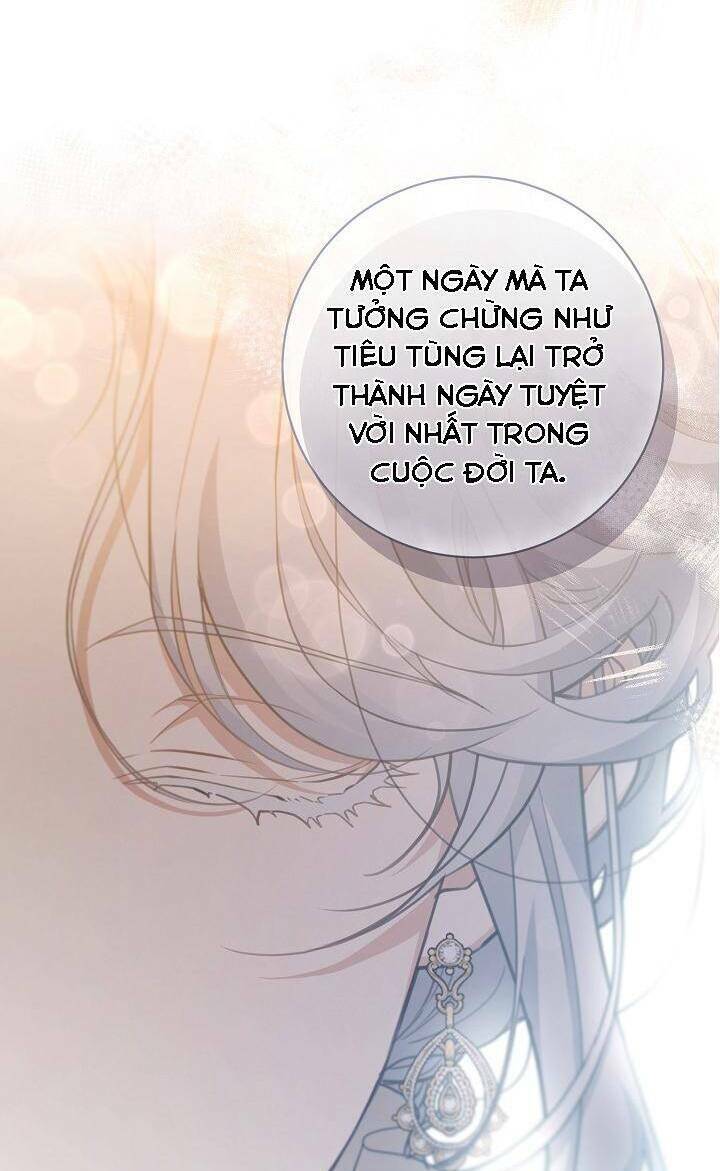 MỘT NGÀY MÀ TA
TƯỞNG CHỪNG NHƯ
TIÊU TÙNG LẠI TRỞ
THÀNH NGÀY TUYỆT
VỜI NHẤT TRONG
CUỘC ĐỜI TA.